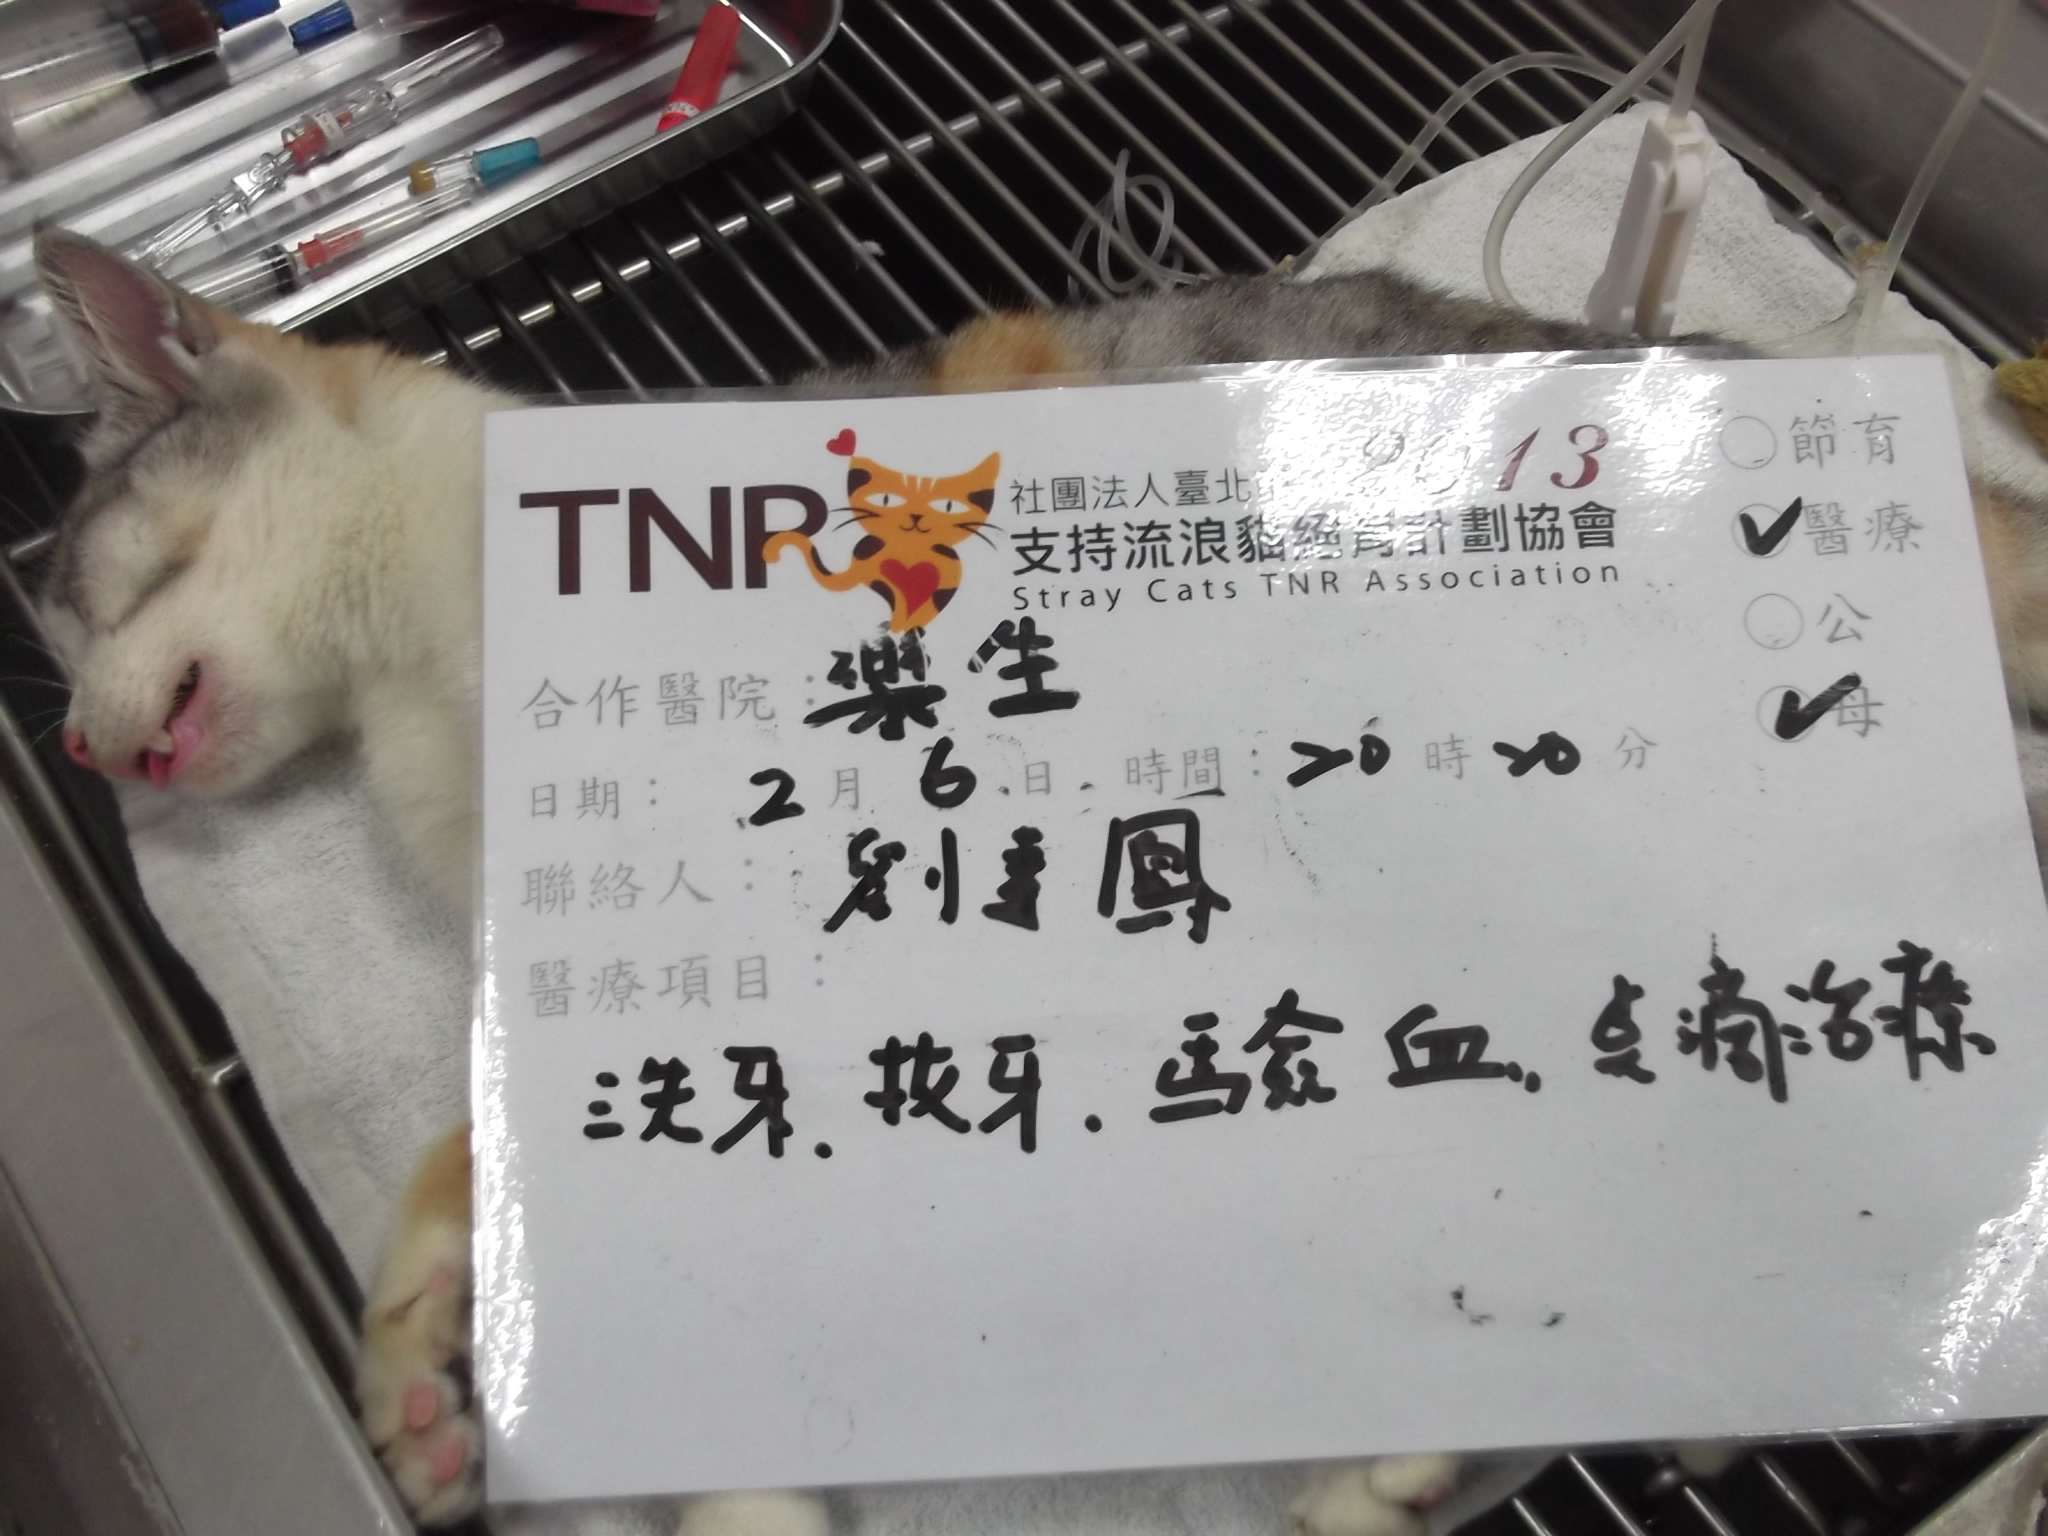 TNR
社團法人臺北
13
支持流浪貓絕育計劃協會
Stray Cats TNR Association
節育
醫療
公
母
合作醫院：樂生
日期： 2月6日 時間：20時20分
聯絡人：劉
醫療項目：
洗牙.拔牙.驗血.点滴治療